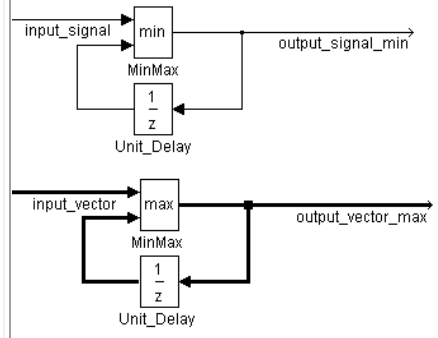 input_signal
min
output_signal_min
MinMax
1
z
Unit_Delay
input_vector
max
output_vector_max
MinMax
1
z
Unit_Delay